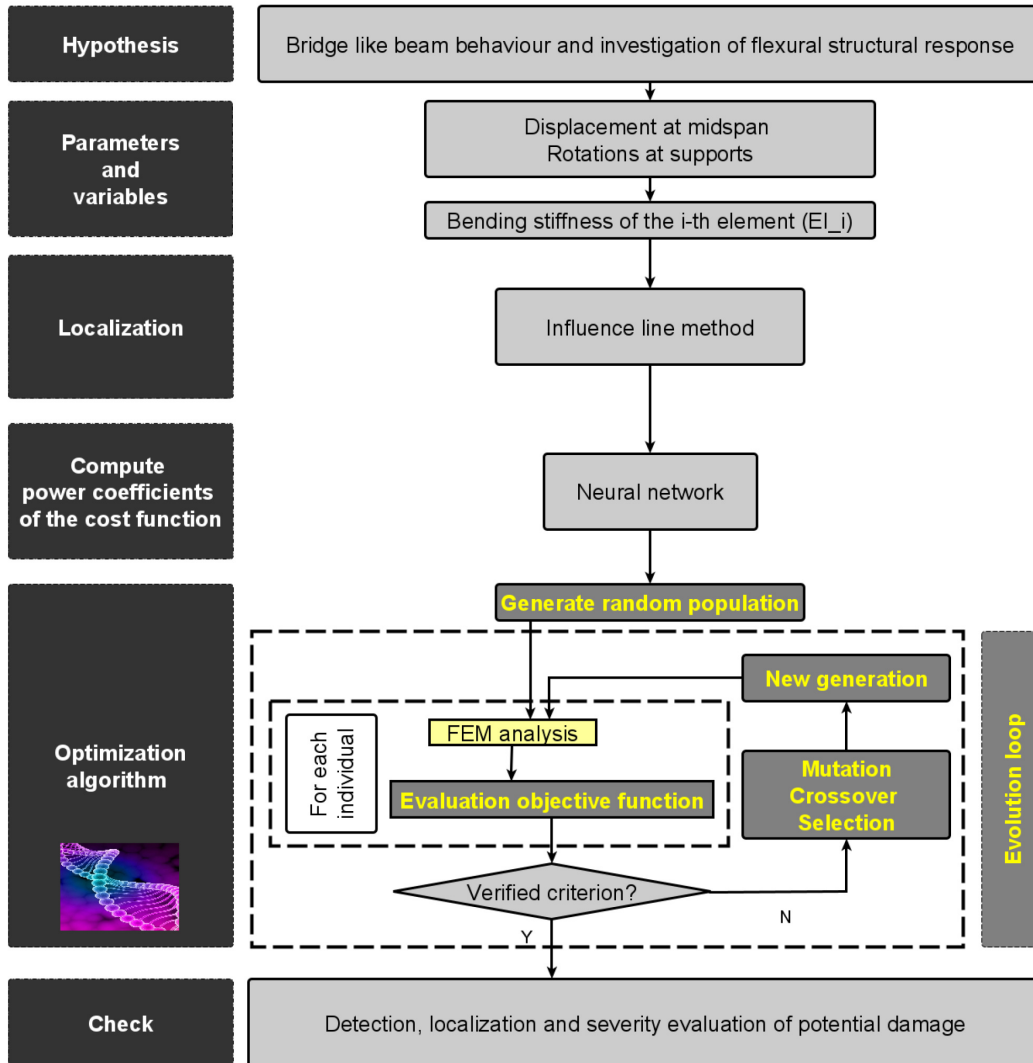 Hypothesis
Bridge like beam behaviour and investigation of flexural structural response
Parameters
and
variables
Displacement at midspan
Rotations at supports
Bending stiffness of the i-th element (EI_i)
Localization
Influence line method
Compute
power coefficients
of the cost function
Neural network
Optimization
algorithm
Generate random population
New generation
For each
individual
FEM analysis
Evaluation objective function
Mutation
Crossover
Selection
Verified criterion?
N
Y
Evolution loop
Check
Detection, localization and severity evaluation of potential damage